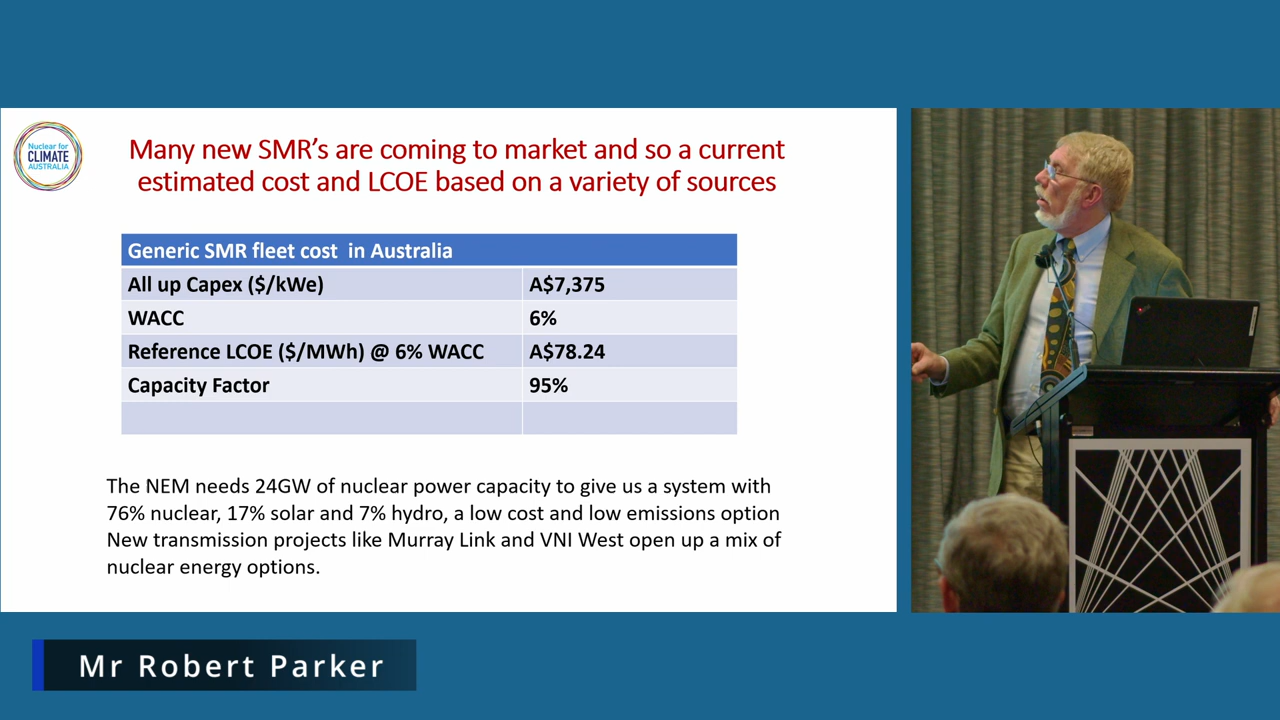 Nuclear for
CLIMATE
AUSTRALIA
Many new SMR's are coming to market and so a current
estimated cost and LCOE based on a variety of sources
Generic SMR fleet cost in Australia
All up Capex ($/kWe) A$7,375
WACC 6%
Reference LCOE ($/MWh) @ 6% WACC A$78.24
Capacity Factor 95%
The NEM needs 24GW of nuclear power capacity to give us a system with
76% nuclear, 17% solar and 7% hydro, a low cost and low emissions option
New transmission projects like Murray Link and VNI West open up a mix of
nuclear energy options.
Mr Robert Parker